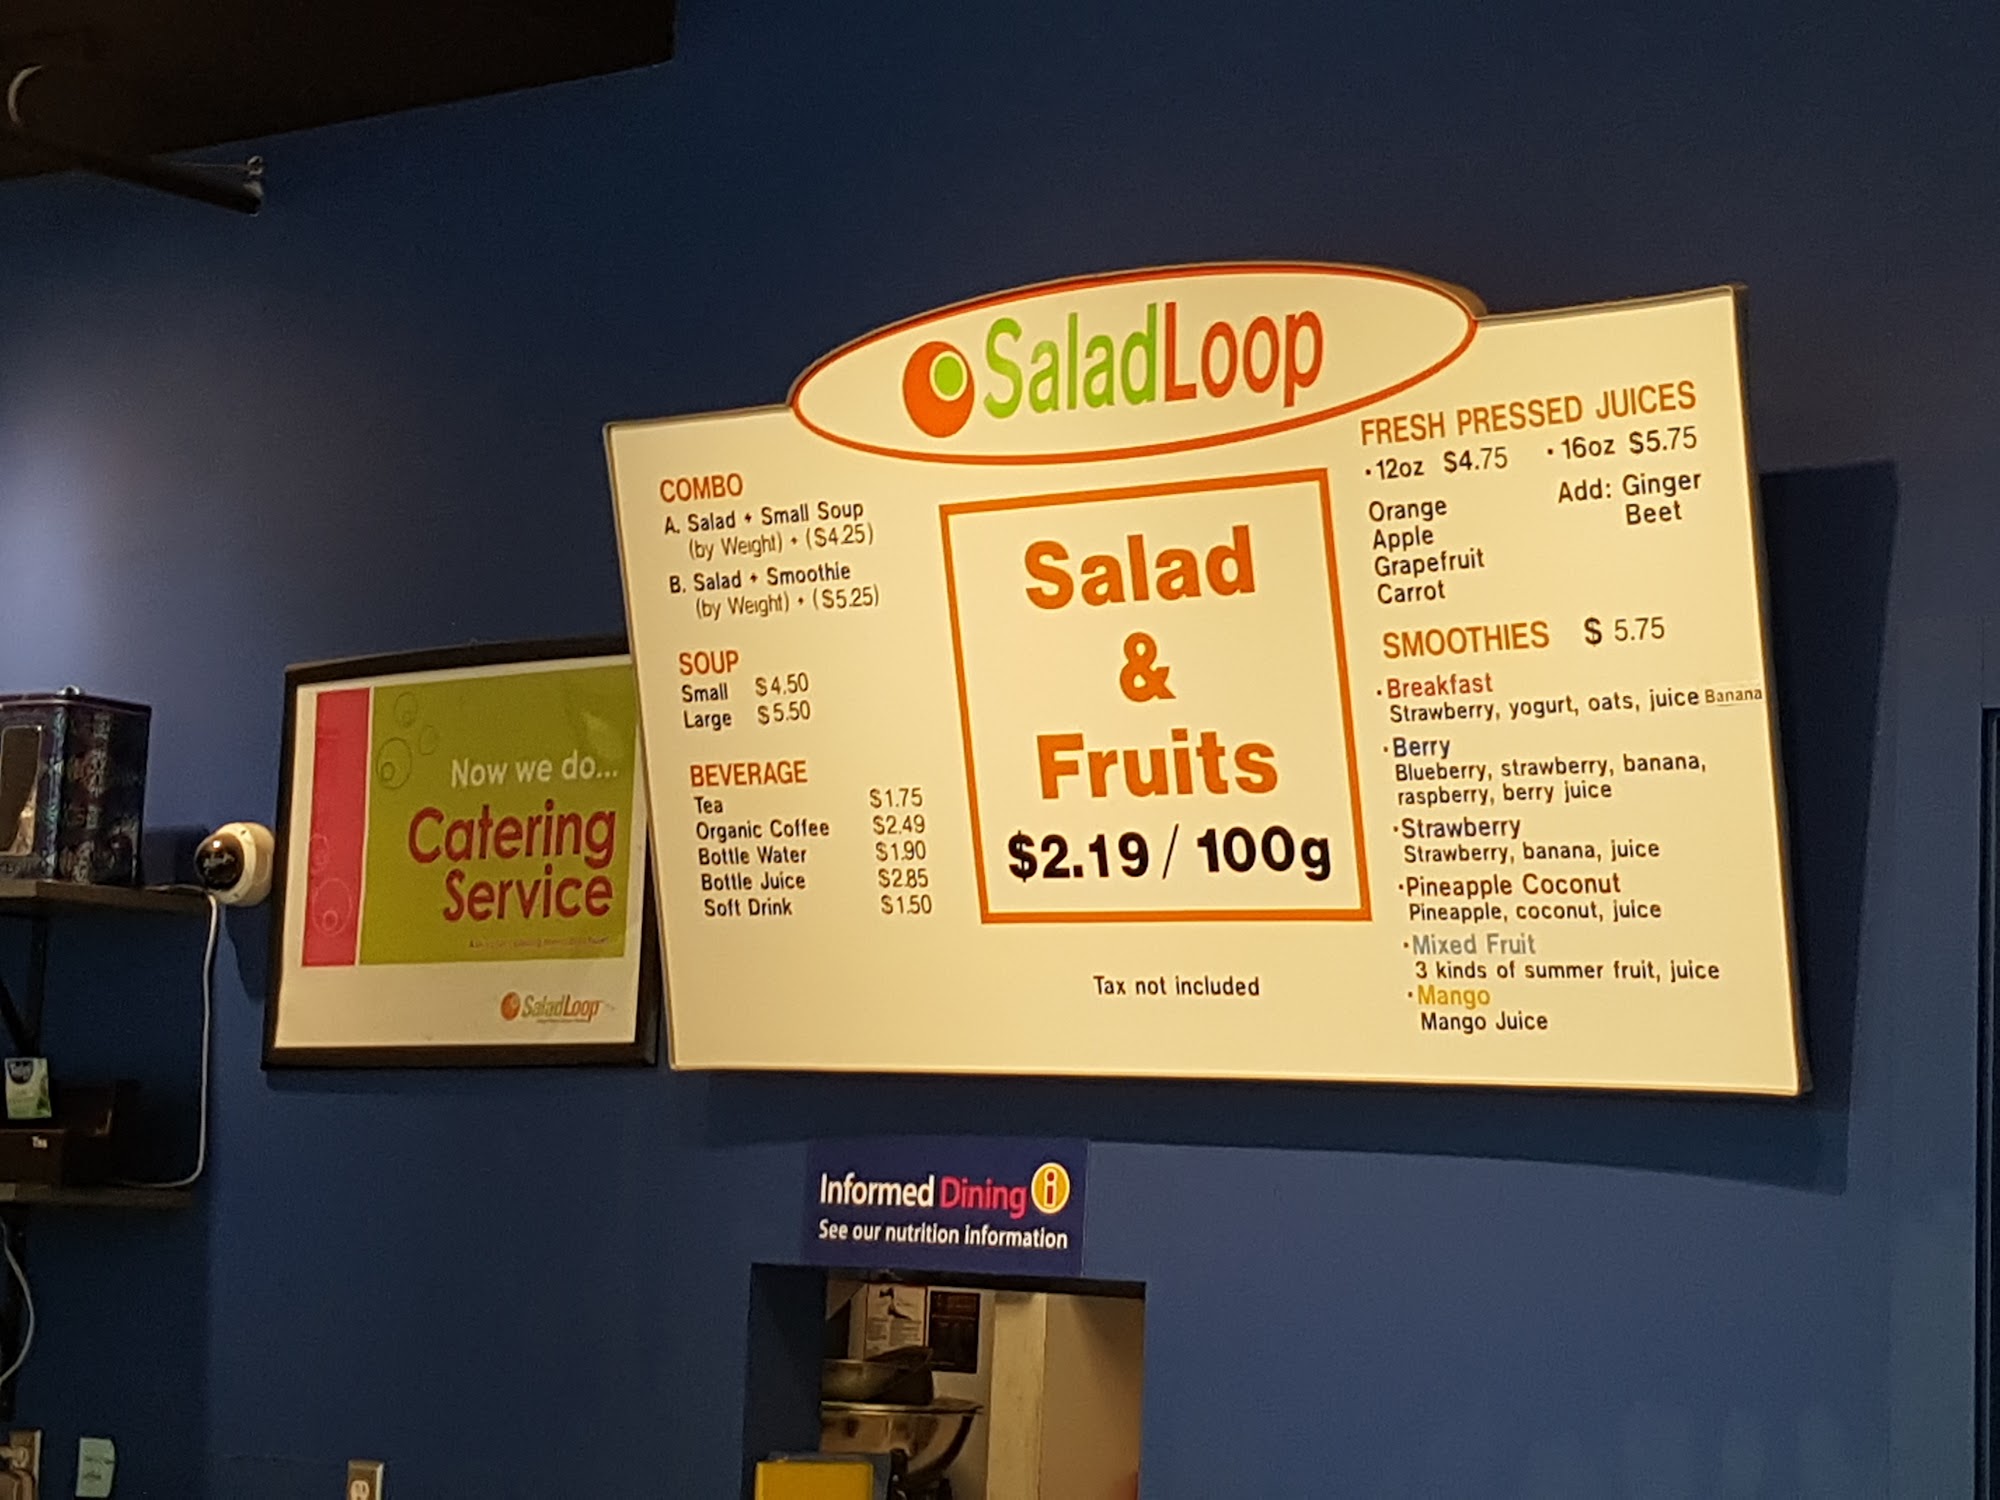 SaladLoop
COMBO
A. Salad + Small Soup
(by Weight) + ($4.25)
B. Salad + Smoothie
(by Weight) + ($5.25)
SOUP
Small $4.50
Large $5.50
BEVERAGE
Tea $1.75
Organic Coffee $2.49
Bottle Water $1.90
Bottle Juice $2.85
Soft Drink $1.50
Salad
&
Fruits
$2.19 / 100g
Tax not included
FRESH PRESSED JUICES
· 12oz $4.75 · 16oz $5.75
Orange Add: Ginger
Apple Beet
Grapefruit
Carrot
SMOOTHIES $ 5.75
· Breakfast
Strawberry, yogurt, oats, juice Banana
· Berry
Blueberry, strawberry, banana,
raspberry, berry juice
· Strawberry
Strawberry, banana, juice
· Pineapple Coconut
Pineapple, coconut, juice
· Mixed Fruit
3 kinds of summer fruit, juice
· Mango
Mango Juice
Now we do...
Catering
Service
SaladLoop
Informed Dining i
See our nutrition information
Tea